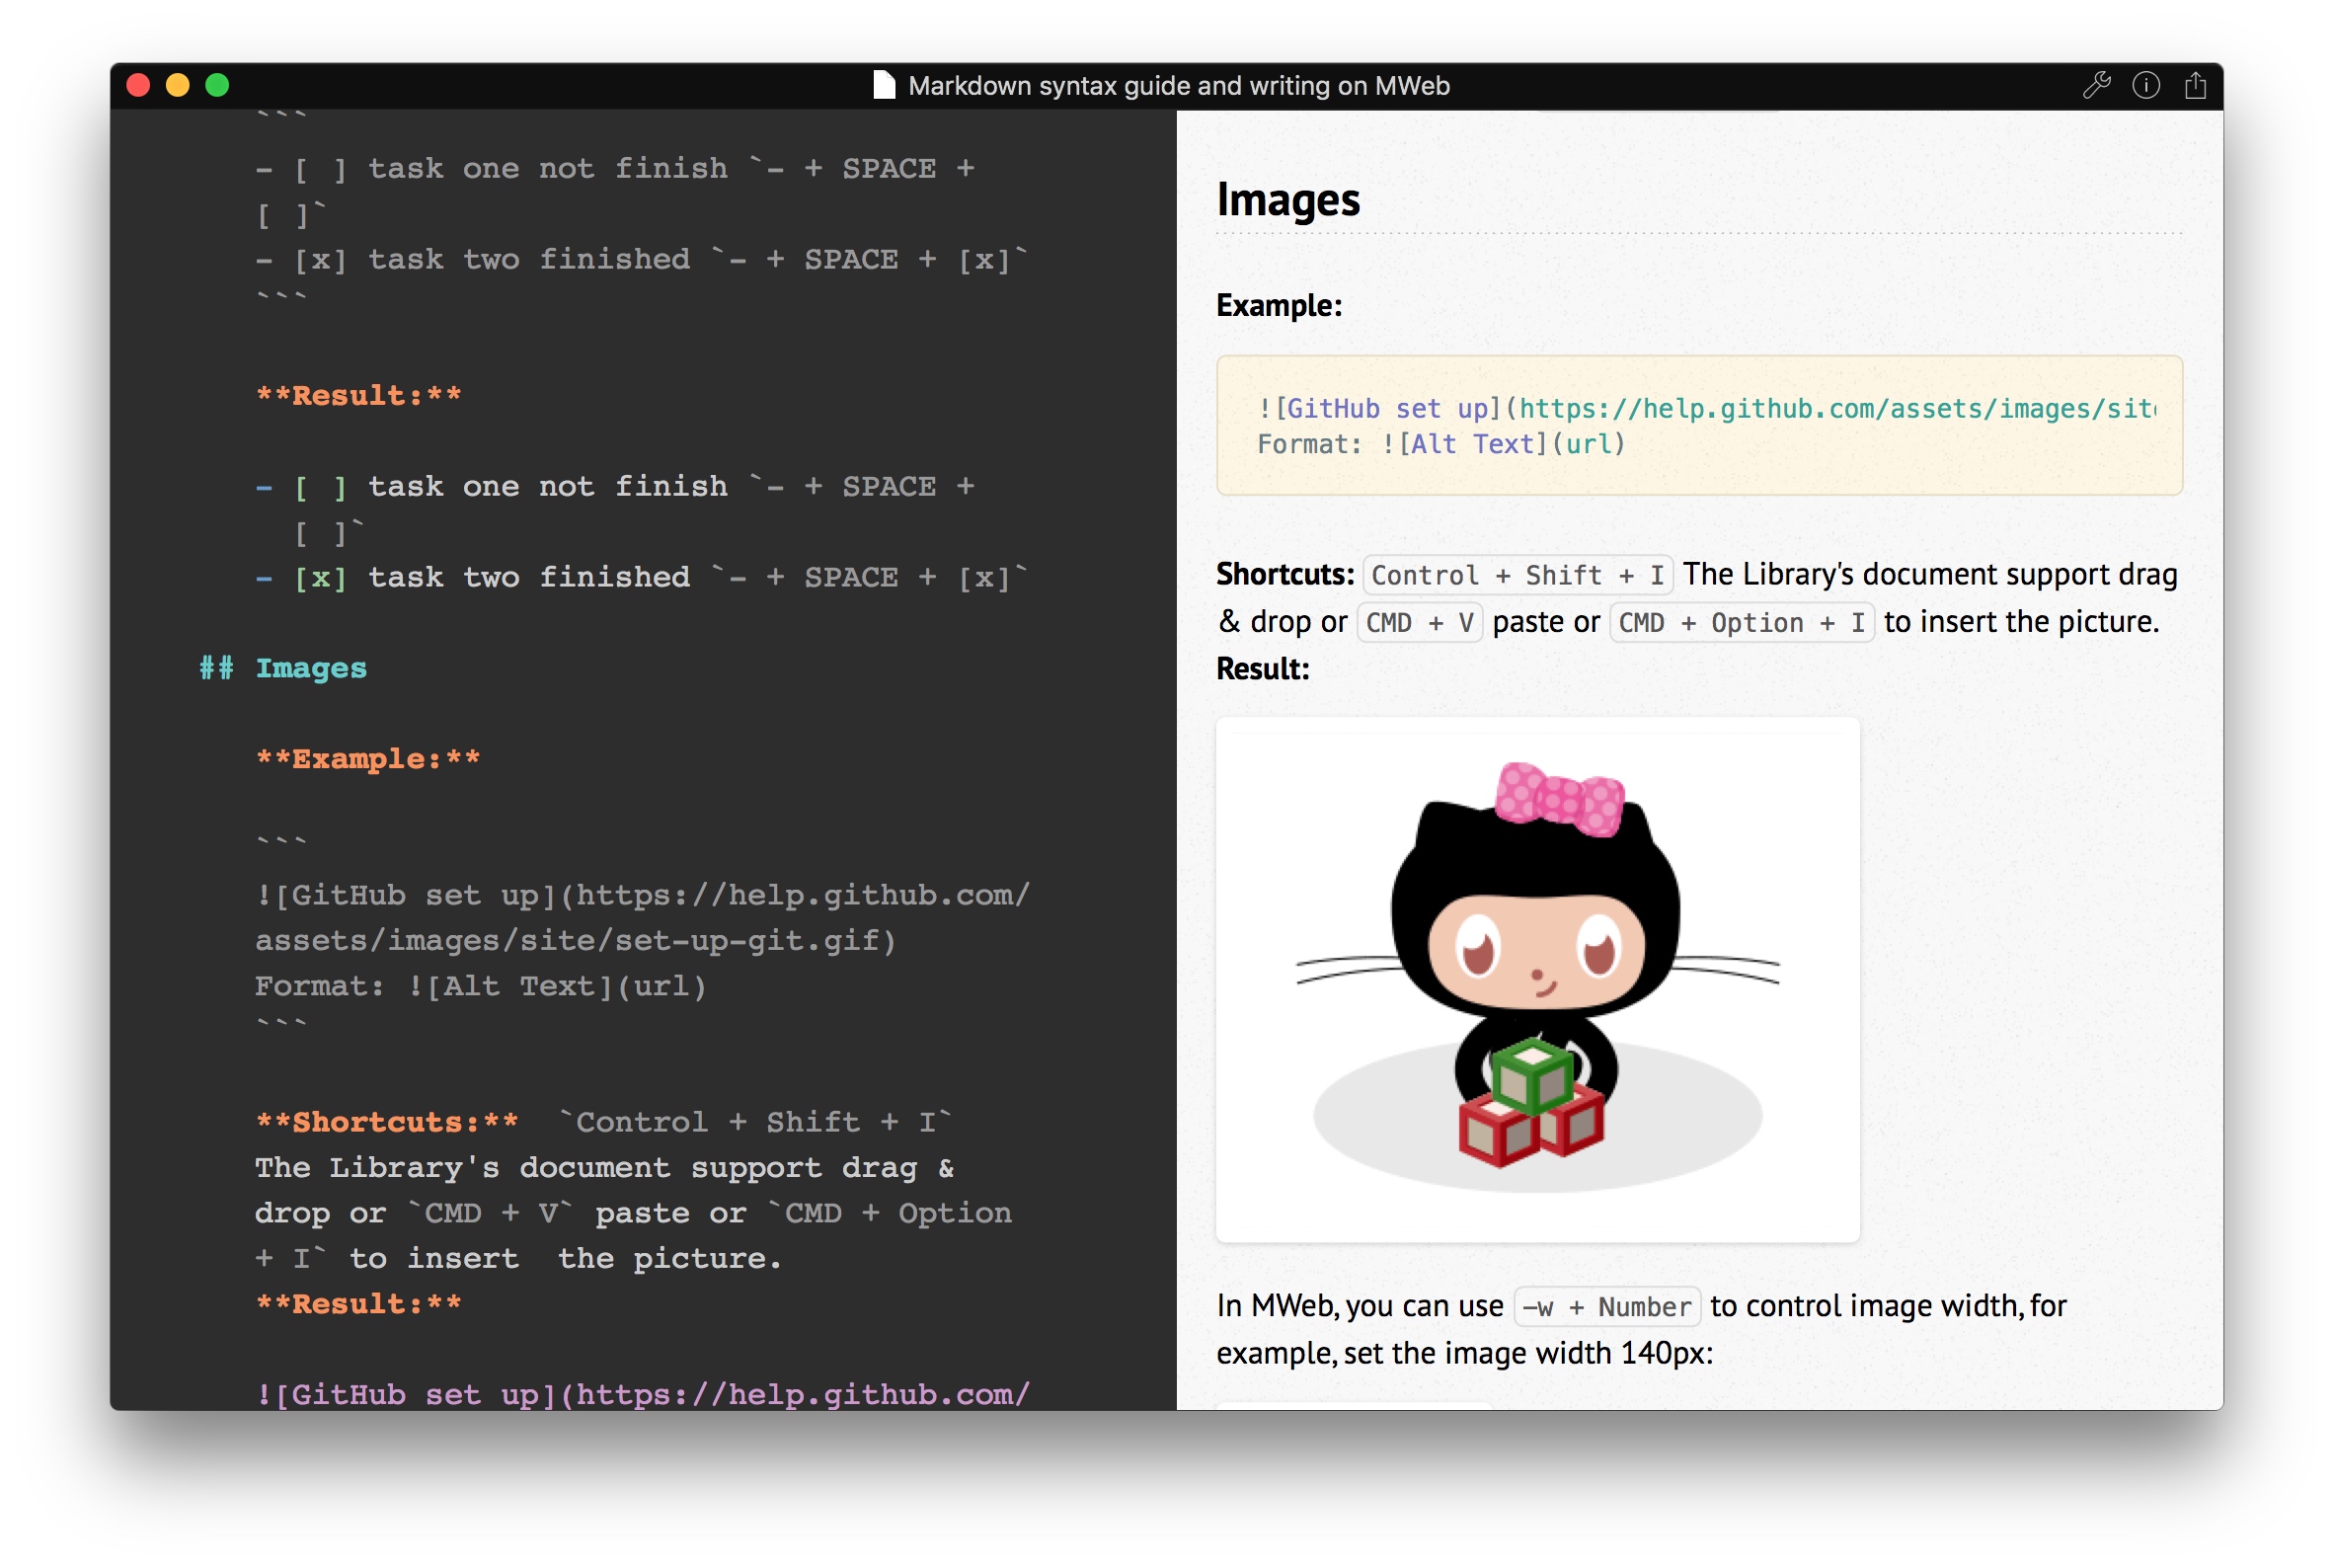 Markdown syntax guide and writing on MWeb
```
- [ ] task one not finish `- + SPACE +
[ ]`
- [x] task two finished `- + SPACE + [x]`
```
**Result:**
- [ ] task one not finish `- + SPACE +
[ ]`
- [x] task two finished `- + SPACE + [x]`
## Images
**Example:**
```
![GitHub set up](https://help.github.com/
assets/images/site/set-up-git.gif)
Format: ![Alt Text](url)
```
**Shortcuts:**  `Control + Shift + I`
The Library's document support drag &
drop or `CMD + V` paste or `CMD + Option
+ I` to insert  the picture.
**Result:**
![GitHub set up](https://help.github.com/
Images
Example:
![GitHub set up](https://help.github.com/assets/images/sit
Format: ![Alt Text](url)
Shortcuts: Control + Shift + I The Library's document support drag
& drop or CMD + V paste or CMD + Option + I to insert the picture.
Result:
In MWeb, you can use -w + Number to control image width, for
example, set the image width 140px: